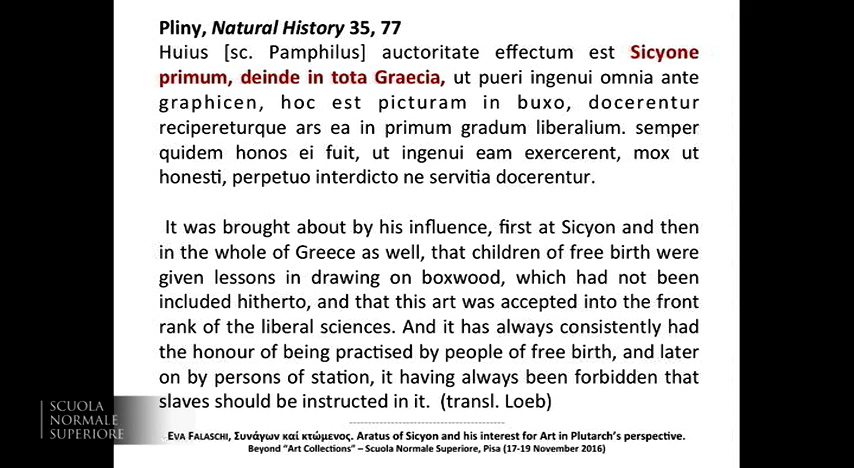 Pliny, Natural History 35, 77
Huius [sc. Pamphilus] auctoritate effectum est Sicyone
primum, deinde in tota Graecia, ut pueri ingenui omnia ante
graphicen, hoc est picturam in buxo, docerentur
recipereturque ars ea in primum gradum liberalium. semper
quidem honos ei fuit, ut ingenui eam exercerent, mox ut
honesti, perpetuo interdicto ne servitia docerentur.
It was brought about by his influence, first at Sicyon and then
in the whole of Greece as well, that children of free birth were
given lessons in drawing on boxwood, which had not been
included hitherto, and that this art was accepted into the front
rank of the liberal sciences. And it has always consistently had
the honour of being practised by people of free birth, and later
on by persons of station, it having always been forbidden that
slaves should be instructed in it. (transl. Loeb)
SCUOLA
NORMALE
SUPERIORE
EVA FALASCHI, Συνάγων καί κτώμενος. Aratus of Sicyon and his interest for Art in Plutarch's perspective.
Beyond "Art Collections" – Scuola Normale Superiore, Pisa (17-19 November 2016)